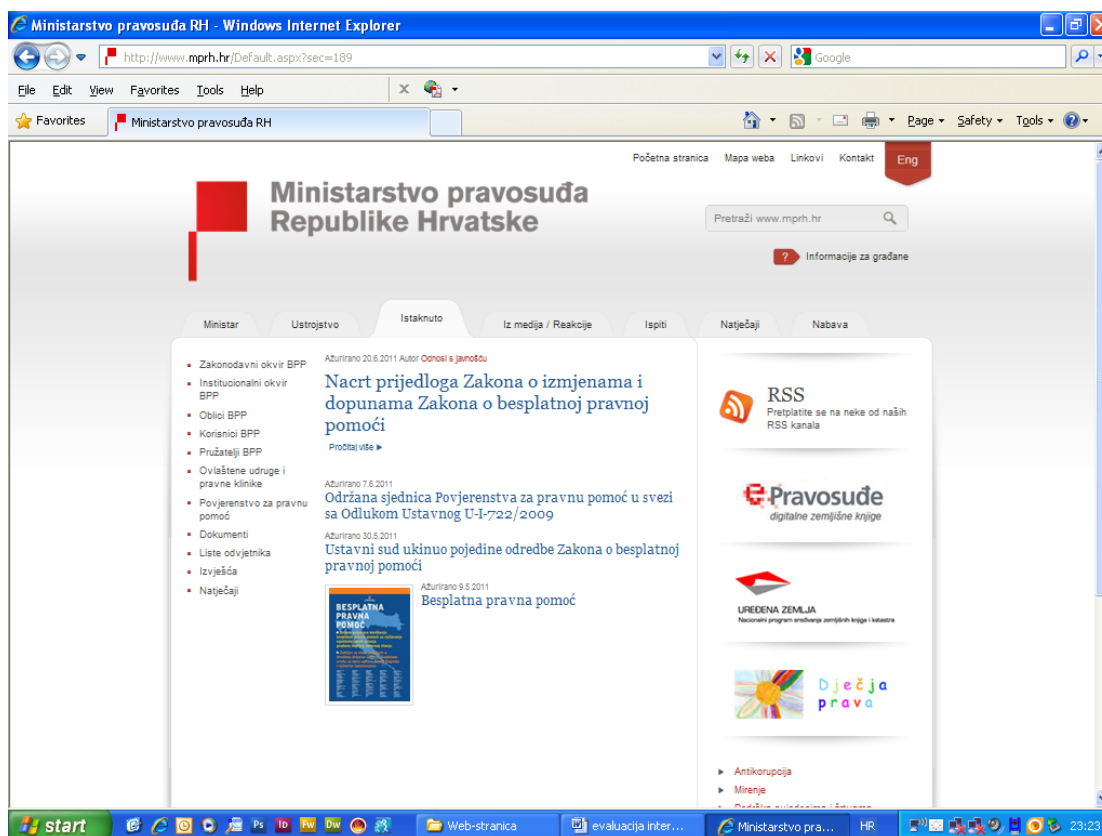 Ministarstvo pravosuđa RH - Windows Internet Explorer
http://www.mprh.hr/Default.aspx?sec=189
Google
File Edit View Favorites Tools Help
Favorites
Ministarstvo pravosuđa RH
Page Safety Tools
Početna stranica Mapa weba Linkovi Kontakt Eng
Ministarstvo pravosuđa
Republike Hrvatske
Pretraži www.mprh.hr
? Informacije za građane
Ministar Ustrojstvo Istaknuto Iz medija / Reakcije Ispiti Natječaji Nabava
Zakonodavni okvir BPP
Institucionalni okvir
BPP
Oblici BPP
Korisnici BPP
Pružatelji BPP
Ovlaštene udruge i
pravne klinike
Povjerenstvo za pravnu
pomoć
Dokumenti
Liste odvjetnika
Izvješća
Natječaji
Ažurirano 20.6.2011 Autor Odnosi s javnošću
Nacrt prijedloga Zakona o izmjenama i
dopunama Zakona o besplatnoj pravnoj
pomoći
Pročitaj više
Ažurirano 7.6.2011
Održana sjednica Povjerenstva za pravnu pomoć u svezi
sa Odlukom Ustavnog U-I-722/2009
Ažurirano 30.5.2011
Ustavni sud ukinuo pojedine odredbe Zakona o besplatnoj
pravnoj pomoći
Ažurirano 9.5.2011
Besplatna pravna pomoć
BESPLATNA
PRAVNA
POMOĆ
RSS
Pretplatite se na neke od naših
RSS kanala
e-Pravosuđe
digitalne zemljišne knjige
UREĐENA ZEMLJA
Nacionalni program sređivanja zemljišnih knjiga i katastra
Dječja
prava
Antikorupcija
Mirenje
start
Ps
Id
Fw
Dw
Web-stranica
evaluacija inter...
Ministarstvo pra...
HR
23:23